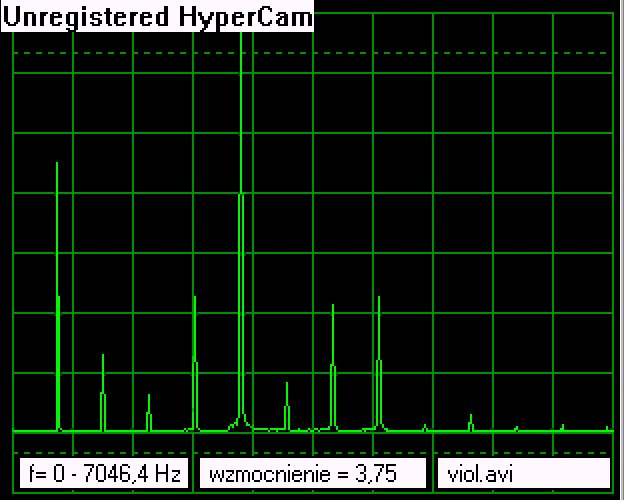 Unregistered HyperCam
f= 0 - 7046,4 Hz
wzmocnienie = 3,75
viol.avi